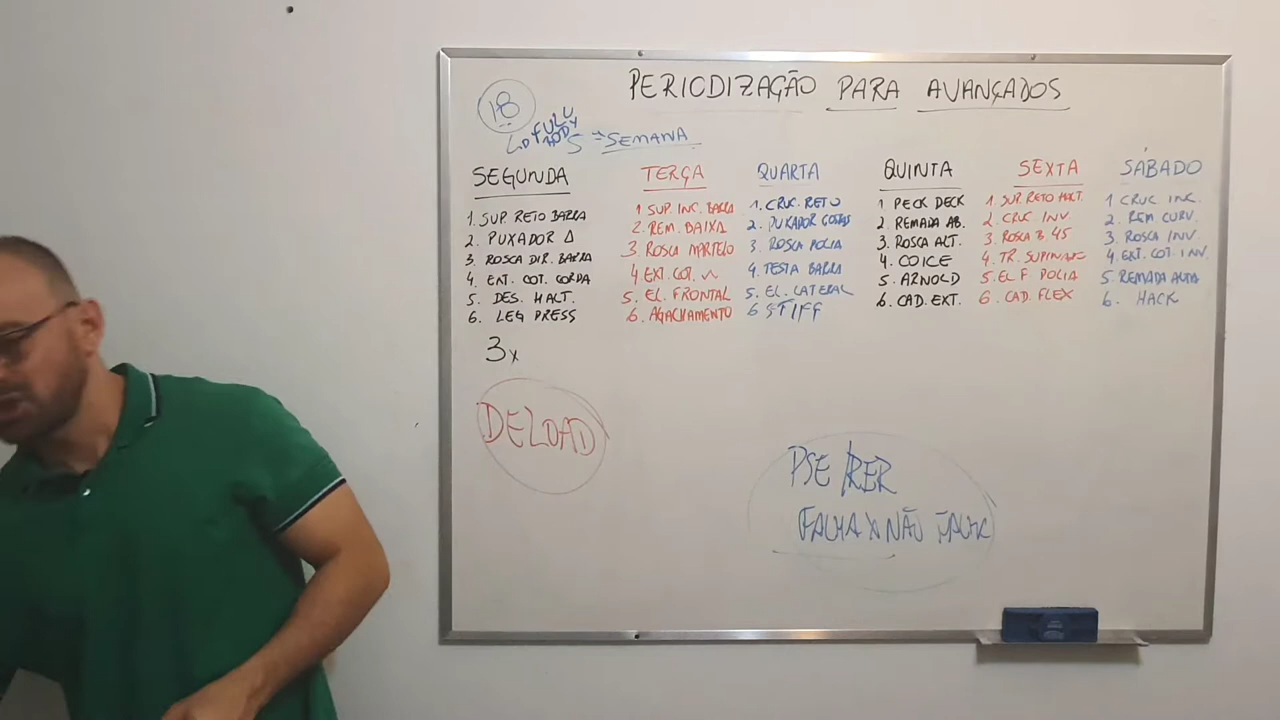 PERIODIZAÇÃO PARA AVANÇADOS
18
FULL
BODY
5 = SEMANA
SEGUNDA
1. SUP RETO BARRA
2. PUXADOR Δ
3. ROSCA DIR. BARRA
4. EXT. COT. CORDA
5. DES. HALT.
6. LEG PRESS
3x
DELOAD
TERÇA
1 SUP. INC. BARRA
2. REM. BAIXA
3. ROSCA MARTELO
4 EXT. COT.
5. EL. FRONTAL
6. AGACHAMENTO
QUARTA
1. CRUC. RETO
2. PUXADOR COSTAS
3. ROSCA POLIA
4. TESTA BARRA
5. EL. LATERAL
6 STIFF
QUINTA
1 PECK DECK
2. REMADA AB.
3. ROSCA ALT.
4. COICE
5. ARNOLD
6. CAD. EXT.
SEXTA
1 SUP. RETO HALT.
2. CRUC INV.
3. ROSCA B. 45
4. TR. SUPINADO
5. EL F POLIA
6. CAD. FLEX
SÁBADO
1 CRUC INC.
2. REM CURV.
3. ROSCA INV.
4. EXT. COT INV.
5 REMADA ALTA
6. HACK
PSE / RER
FALHA X NÃO FALHA